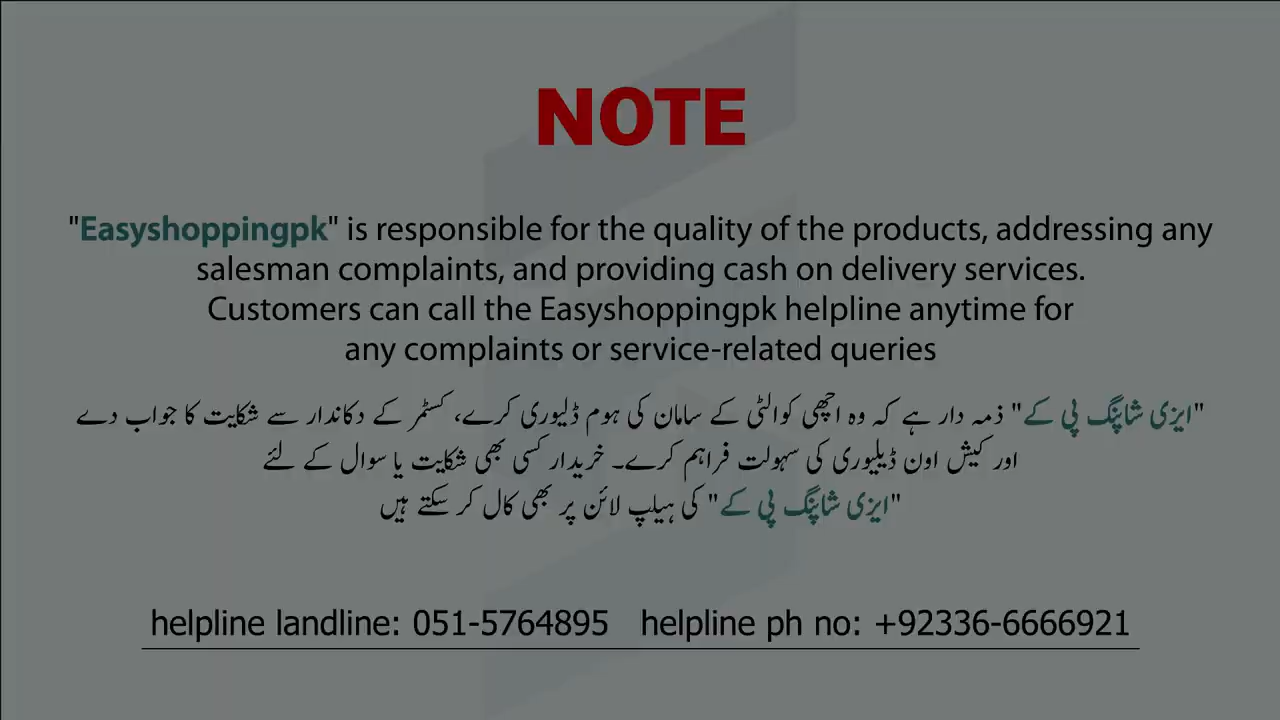 NOTE
"Easyshoppingpk" is responsible for the quality of the products, addressing any
salesman complaints, and providing cash on delivery services.
Customers can call the Easyshoppingpk helpline anytime for
any complaints or service-related queries
"ایزی شاپنگ پی کے" ذمہ دار ہے کہ وہ اچھی کوالٹی کے سامان کی ہوم ڈلیوری کرے، کسٹمر کے دکاندار سے شکایت کا جواب دے
اور کیش اون ڈیلیوری کی سہولت فراہم کرے۔ خریدار کسی بھی شکایت یا سوال کے لئے
"ایزی شاپنگ پی کے" کی ہیلپ لائن پر بھی کال کر سکتے ہیں
helpline landline: 051-5764895   helpline ph no: +92336-6666921